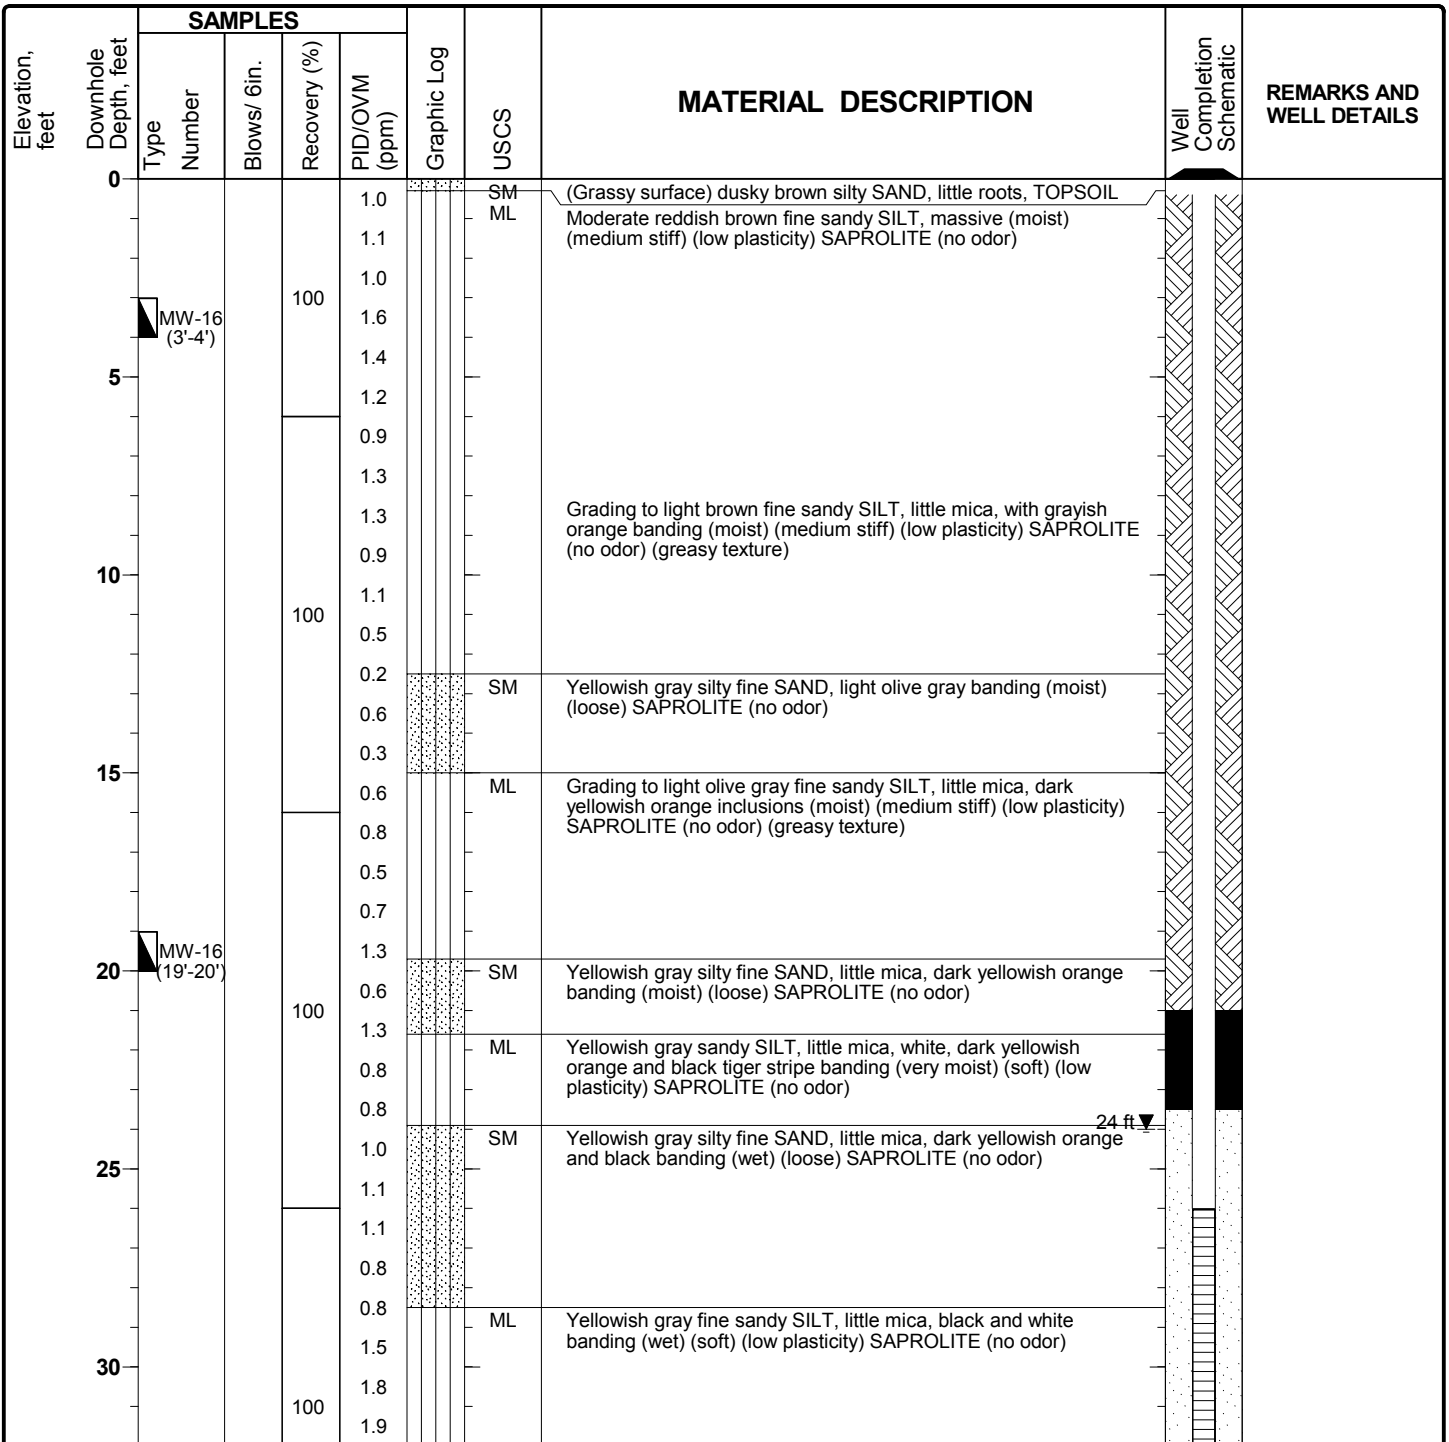 SAMPLES
Elevation,
feet
Downhole
Depth, feet
Type
Number
Blows/ 6in.
Recovery (%)
PID/OVM
(ppm)
Graphic Log
USCS
MATERIAL DESCRIPTION
Well
Completion
Schematic
REMARKS AND
WELL DETAILS
0
1.0
SM
(Grassy surface) dusky brown silty SAND, little roots, TOPSOIL
ML
Moderate reddish brown fine sandy SILT, massive (moist)
1.1
(medium stiff) (low plasticity) SAPROLITE (no odor)
1.0
100
MW-16
1.6
(3'-4')
1.4
5
1.2
0.9
1.3
Grading to light brown fine sandy SILT, little mica, with grayish
1.3
orange banding (moist) (medium stiff) (low plasticity) SAPROLITE
0.9
(no odor) (greasy texture)
10
1.1
100
0.5
0.2
SM
Yellowish gray silty fine SAND, light olive gray banding (moist)
0.6
(loose) SAPROLITE (no odor)
0.3
15
0.6
ML
Grading to light olive gray fine sandy SILT, little mica, dark
yellowish orange inclusions (moist) (medium stiff) (low plasticity)
0.8
SAPROLITE (no odor) (greasy texture)
0.5
0.7
MW-16
1.3
20
(19'-20')
SM
Yellowish gray silty fine SAND, little mica, dark yellowish orange
0.6
banding (moist) (loose) SAPROLITE (no odor)
100
1.3
ML
Yellowish gray sandy SILT, little mica, white, dark yellowish
0.8
orange and black tiger stripe banding (very moist) (soft) (low
plasticity) SAPROLITE (no odor)
0.8
24 ft
1.0
SM
Yellowish gray silty fine SAND, little mica, dark yellowish orange
25
and black banding (wet) (loose) SAPROLITE (no odor)
1.1
1.1
0.8
0.8
ML
Yellowish gray fine sandy SILT, little mica, black and white
1.5
banding (wet) (soft) (low plasticity) SAPROLITE (no odor)
30
1.8
100
1.9